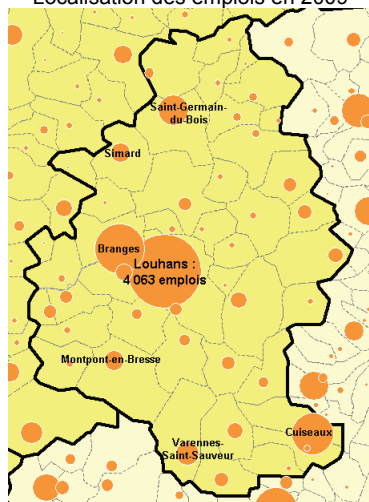 Localisation des emplois en 2009
Saint-Germain-
du-Bois
Simard
Branges
Louhans :
4 063 emplois
Montpont-en-Bresse
Cuiseaux
Varennes-
Saint-Sauveur